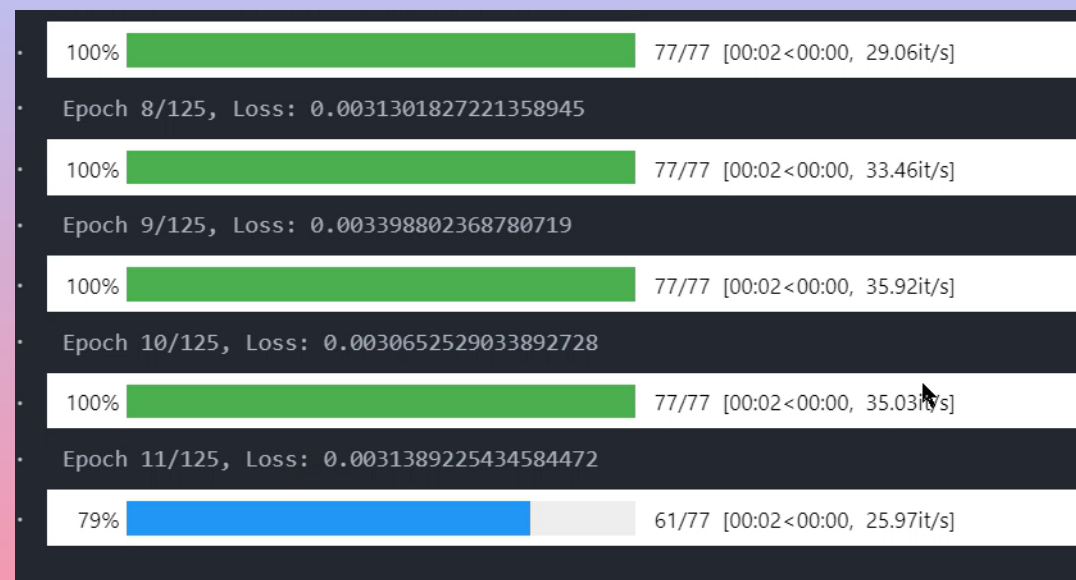 100% 77/77 [00:02<00:00, 29.06it/s]
Epoch 8/125, Loss: 0.0031301827221358945
100% 77/77 [00:02<00:00, 33.46it/s]
Epoch 9/125, Loss: 0.003398802368780719
100% 77/77 [00:02<00:00, 35.92it/s]
Epoch 10/125, Loss: 0.0030652529033892728
100% 77/77 [00:02<00:00, 35.03it/s]
Epoch 11/125, Loss: 0.0031389225434584472
79% 61/77 [00:02<00:00, 25.97it/s]